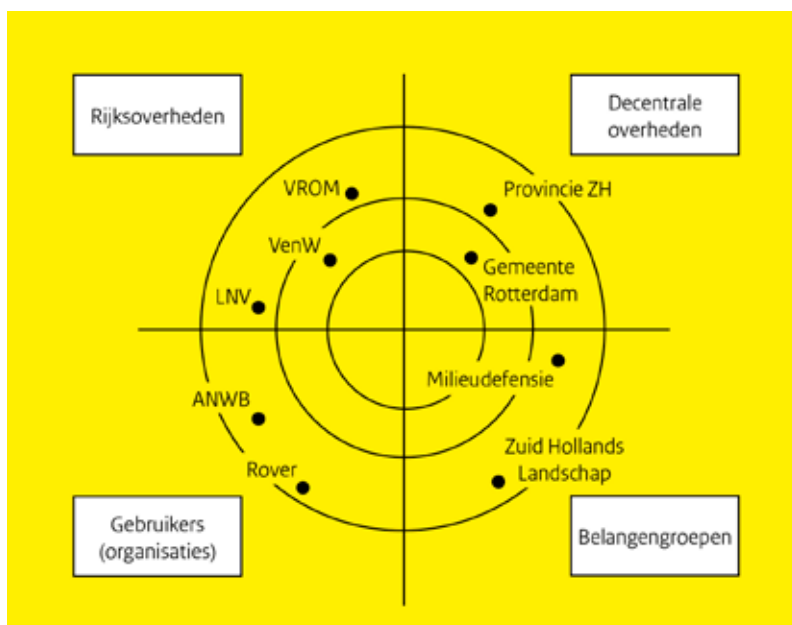 Rijksoverheden
Decentrale
overheden
VROM
Provincie ZH
VenW
Gemeente
Rotterdam
LNV
Milieudefensie
ANWB
Zuid Hollands
Landschap
Rover
Gebruikers
(organisaties)
Belangengroepen